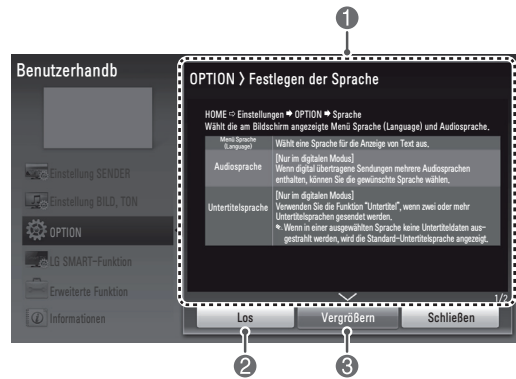 1
Benutzerhandb
OPTION > Festlegen der Sprache
HOME ⇨ Einstellungen ➡ OPTION ➡ Sprache
Wählt die am Bildschirm angezeigte Menü Sprache (Language) und Audiosprache.
Menü Sprache
(Language)
Wählt eine Sprache für die Anzeige von Text aus.
Audiosprache
[Nur im digitalen Modus]
Wenn digital übertragene Sendungen mehrere Audiosprachen
enthalten, können Sie die gewünschte Sprache wählen.
Untertitelsprache
[Nur im digitalen Modus]
Verwenden Sie die Funktion "Untertitel", wenn zwei oder mehr
Untertitelsprachen gesendet werden.
Wenn in einer ausgewählten Sprache keine Untertiteldaten aus-
gestrahlt werden, wird die Standard-Untertitelsprache angezeigt.
Einstellung SENDER
Einstellung BILD, TON
OPTION
LG SMART-Funktion
Erweiterte Funktion
Informationen
1/2
Los
Vergrößern
Schließen
2
3